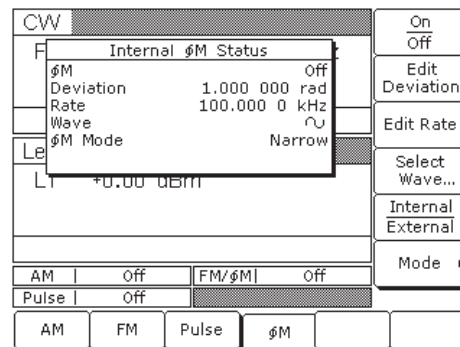 CW
On
Off
Internal ϕM Status
ϕM Off
Deviation 1.000 000 rad
Rate 100.000 0 kHz
Wave
ϕM Mode Narrow
Edit
Deviation
Edit Rate
Select
Wave...
Internal
External
Mode
L1 +0.00 dBm
AM Off FM/ϕM Off
Pulse Off
AM FM Pulse ϕM